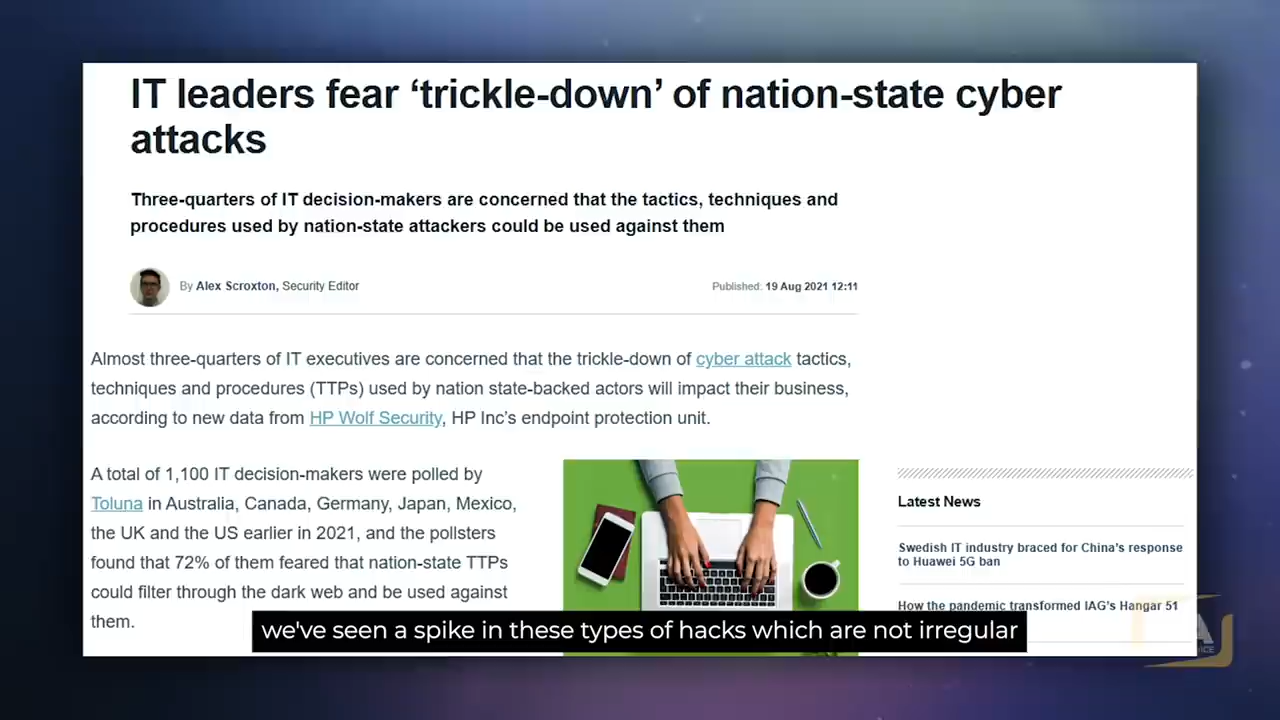 IT leaders fear ‘trickle-down’ of nation-state cyber
attacks
Three-quarters of IT decision-makers are concerned that the tactics, techniques and
procedures used by nation-state attackers could be used against them
By Alex Scroxton, Security Editor
Published: 19 Aug 2021 12:11
Almost three-quarters of IT executives are concerned that the trickle-down of cyber attack tactics,
techniques and procedures (TTPs) used by nation state-backed actors will impact their business,
according to new data from HP Wolf Security, HP Inc’s endpoint protection unit.
A total of 1,100 IT decision-makers were polled by
Toluna in Australia, Canada, Germany, Japan, Mexico,
the UK and the US earlier in 2021, and the pollsters
found that 72% of them feared that nation-state TTPs
could filter through the dark web and be used against
them.
Latest News
Swedish IT industry braced for China’s response
to Huawei 5G ban
How the pandemic transformed IAG’s Hangar 51
we've seen a spike in these types of hacks which are not irregular